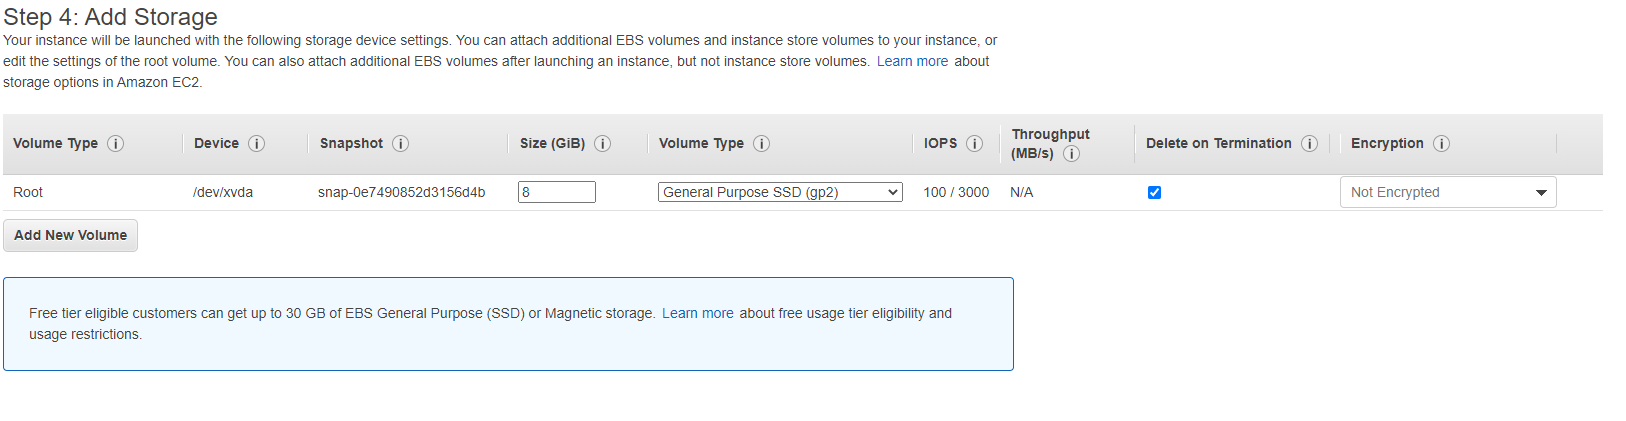 Step 4: Add Storage
Your instance will be launched with the following storage device settings. You can attach additional EBS volumes and instance store volumes to your instance, or
edit the settings of the root volume. You can also attach additional EBS volumes after launching an instance, but not instance store volumes. Learn more about
storage options in Amazon EC2.
Volume Type i Device i Snapshot i Size (GiB) i Volume Type i IOPS i Throughput (MB/s) i Delete on Termination i Encryption i
Root /dev/xvda snap-0e7490852d3156d4b 8 General Purpose SSD (gp2) 100 / 3000 N/A Not Encrypted
Add New Volume
Free tier eligible customers can get up to 30 GB of EBS General Purpose (SSD) or Magnetic storage. Learn more about free usage tier eligibility and
usage restrictions.